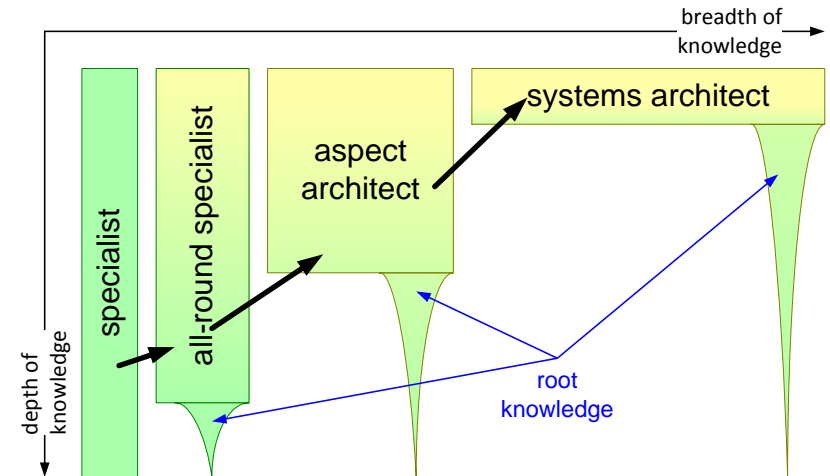 breadth of
knowledge
systems architect
aspect
architect
all-round specialist
specialist
depth of
knowledge
root
knowledge